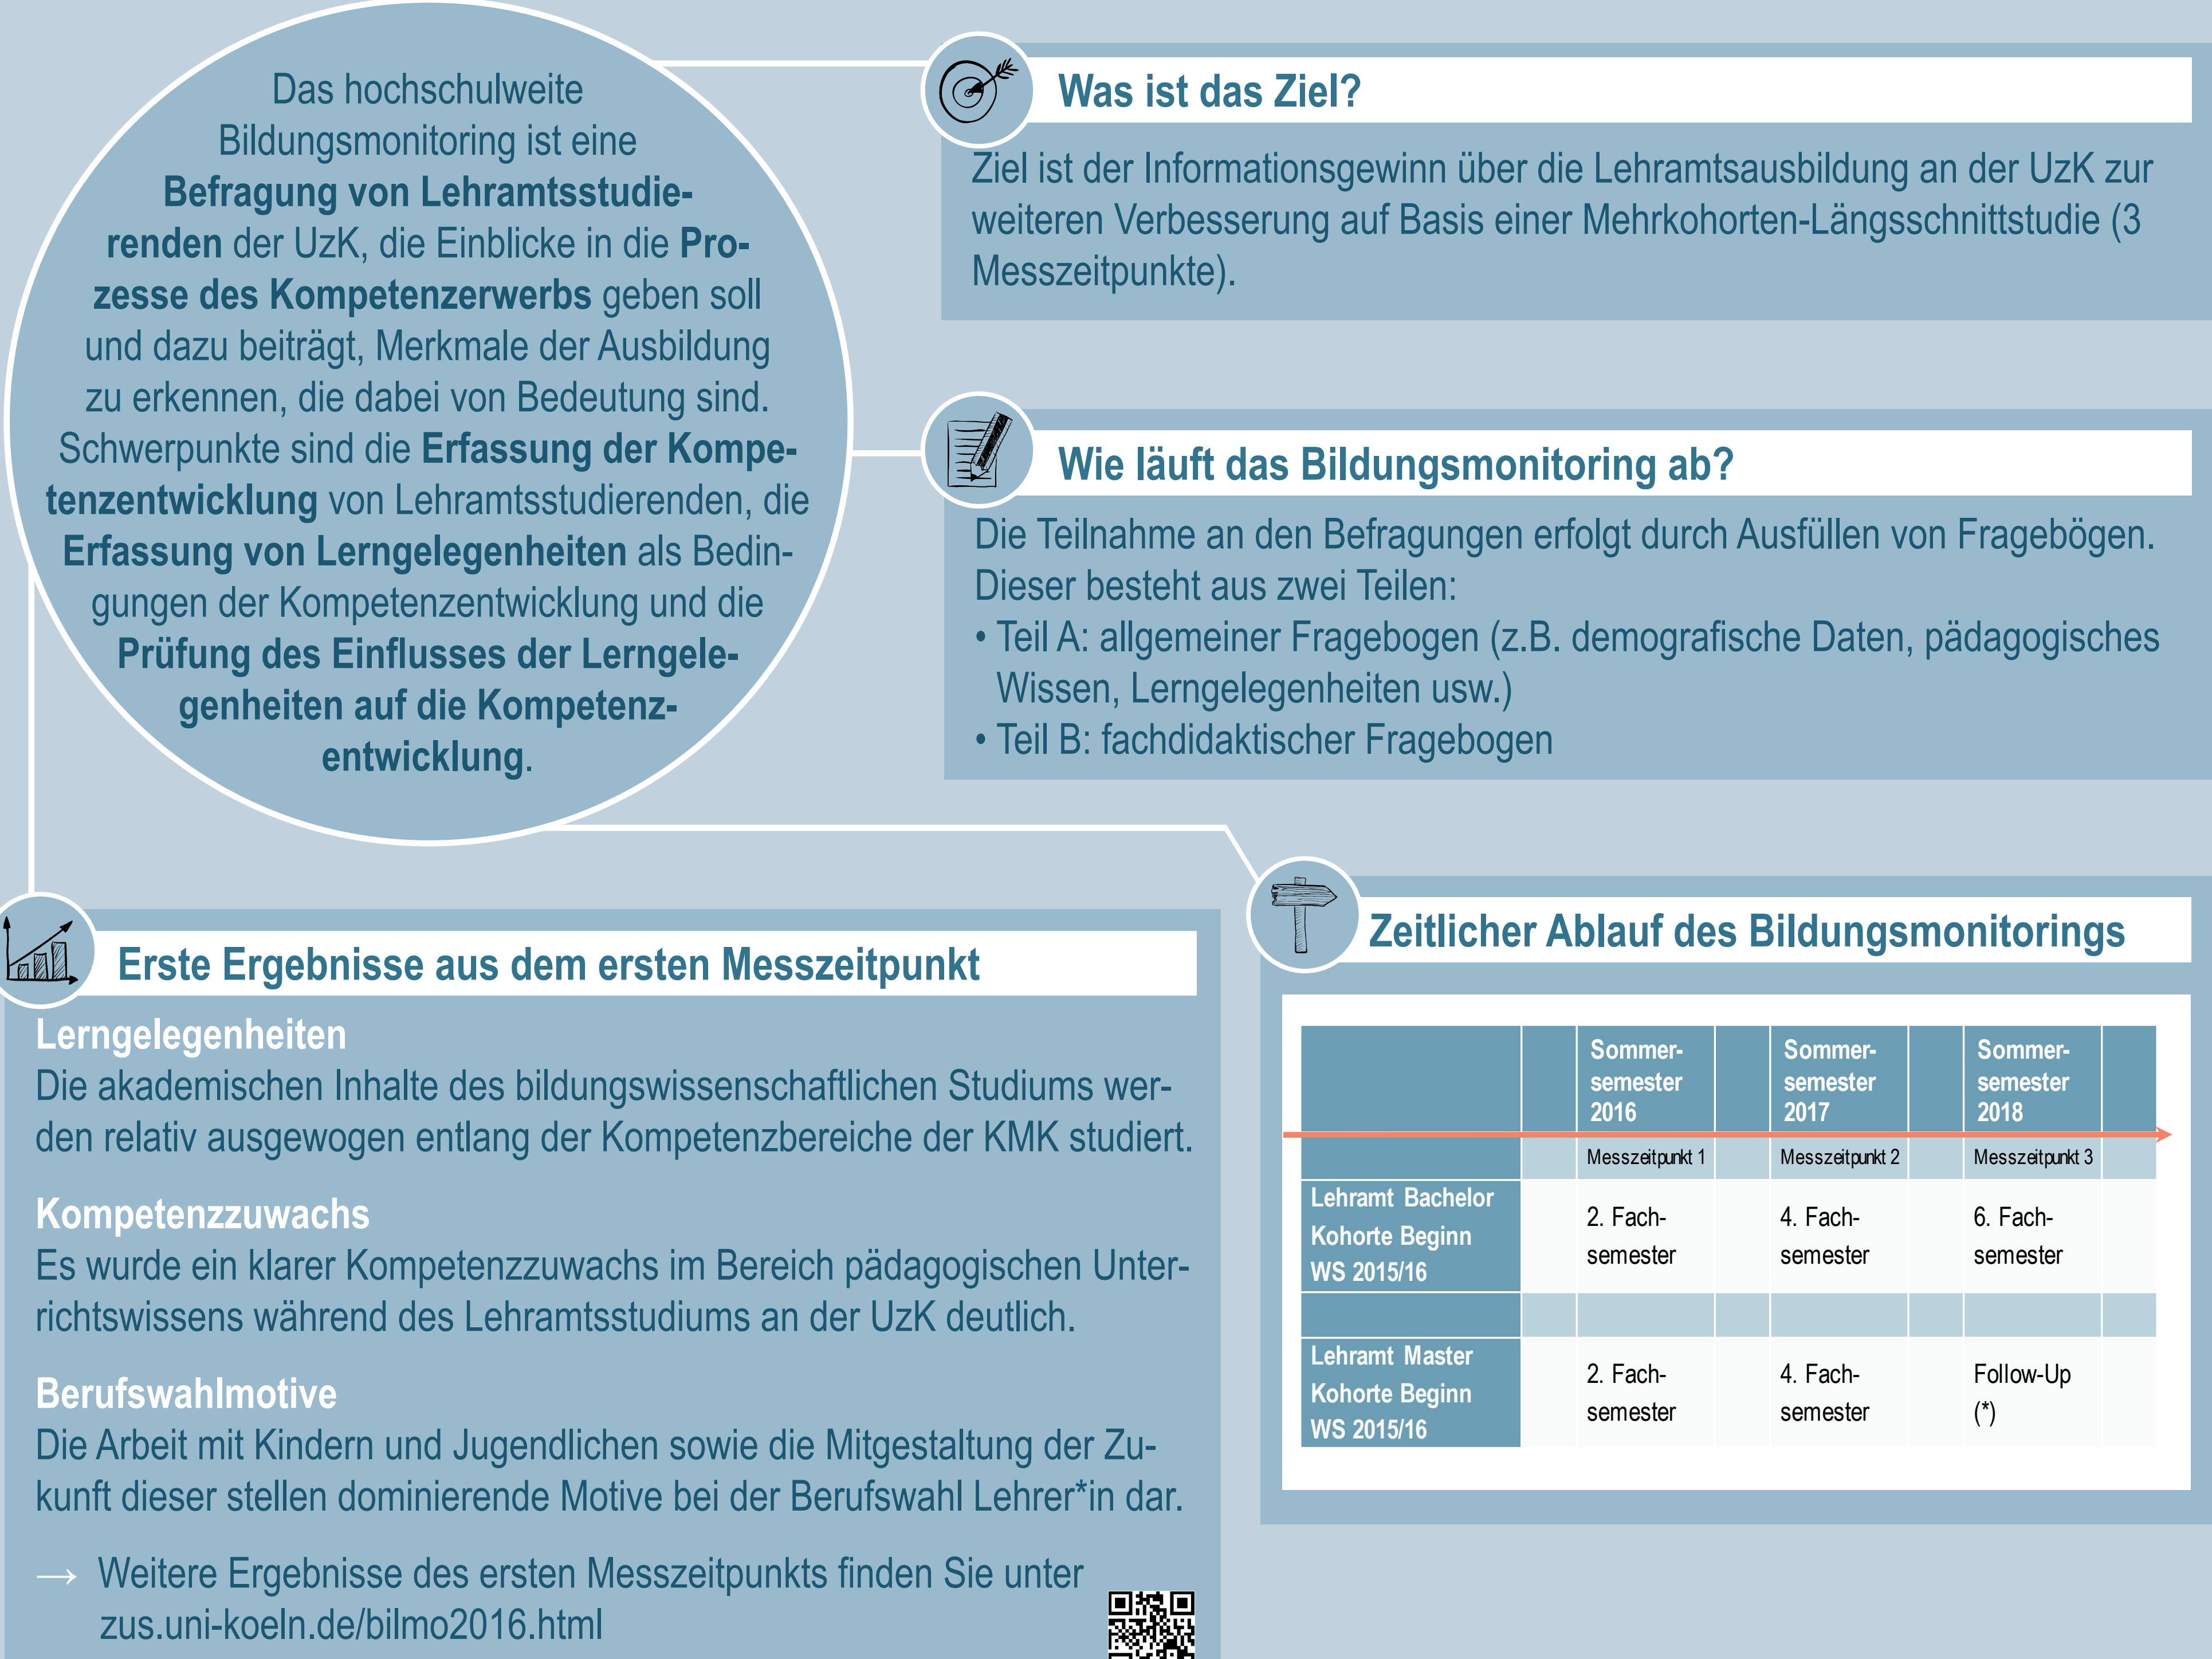 Das hochschulweite
Bildungsmonitoring ist eine
Befragung von Lehramtsstudie-
renden der UzK, die Einblicke in die Pro-
zesse des Kompetenzerwerbs geben soll
und dazu beiträgt, Merkmale der Ausbildung
zu erkennen, die dabei von Bedeutung sind.
Schwerpunkte sind die Erfassung der Kompe-
tenzentwicklung von Lehramtsstudierenden, die
Erfassung von Lerngelegenheiten als Bedin-
gungen der Kompetenzentwicklung und die
Prüfung des Einflusses der Lerngele-
genheiten auf die Kompetenz-
entwicklung.
Was ist das Ziel?
Ziel ist der Informationsgewinn über die Lehramtsausbildung an der UzK zur
weiteren Verbesserung auf Basis einer Mehrkohorten-Längsschnittstudie (3
Messzeitpunkte).
Wie läuft das Bildungsmonitoring ab?
Die Teilnahme an den Befragungen erfolgt durch Ausfüllen von Fragebögen.
Dieser besteht aus zwei Teilen:
• Teil A: allgemeiner Fragebogen (z.B. demografische Daten, pädagogisches
Wissen, Lerngelegenheiten usw.)
• Teil B: fachdidaktischer Fragebogen
Erste Ergebnisse aus dem ersten Messzeitpunkt
Lerngelegenheiten
Die akademischen Inhalte des bildungswissenschaftlichen Studiums wer-
den relativ ausgewogen entlang der Kompetenzbereiche der KMK studiert.
Kompetenzzuwachs
Es wurde ein klarer Kompetenzzuwachs im Bereich pädagogischen Unter-
richtswissens während des Lehramtsstudiums an der UzK deutlich.
Berufswahlmotive
Die Arbeit mit Kindern und Jugendlichen sowie die Mitgestaltung der Zu-
kunft dieser stellen dominierende Motive bei der Berufswahl Lehrer*in dar.
→ Weitere Ergebnisse des ersten Messzeitpunkts finden Sie unter
zus.uni-koeln.de/bilmo2016.html
Zeitlicher Ablauf des Bildungsmonitorings
Sommer-
semester
2016
Sommer-
semester
2017
Sommer-
semester
2018
Messzeitpunkt 1
Messzeitpunkt 2
Messzeitpunkt 3
Lehramt Bachelor
Kohorte Beginn
WS 2015/16
2. Fach-
semester
4. Fach-
semester
6. Fach-
semester
Lehramt Master
Kohorte Beginn
WS 2015/16
2. Fach-
semester
4. Fach-
semester
Follow-Up
(*)